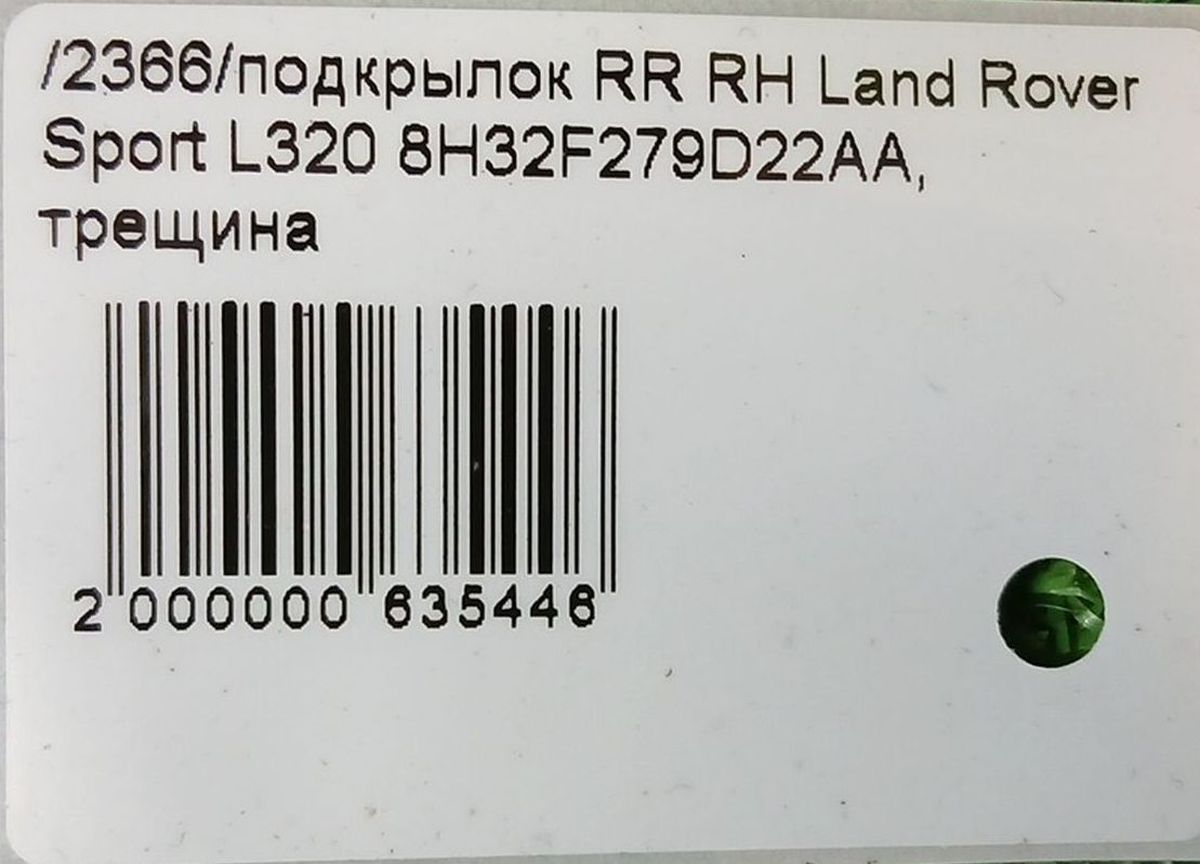 /2366/подкрылок RR RH Land Rover
Sport L320 8H32F279D22AA,
трещина
2 000000 635446